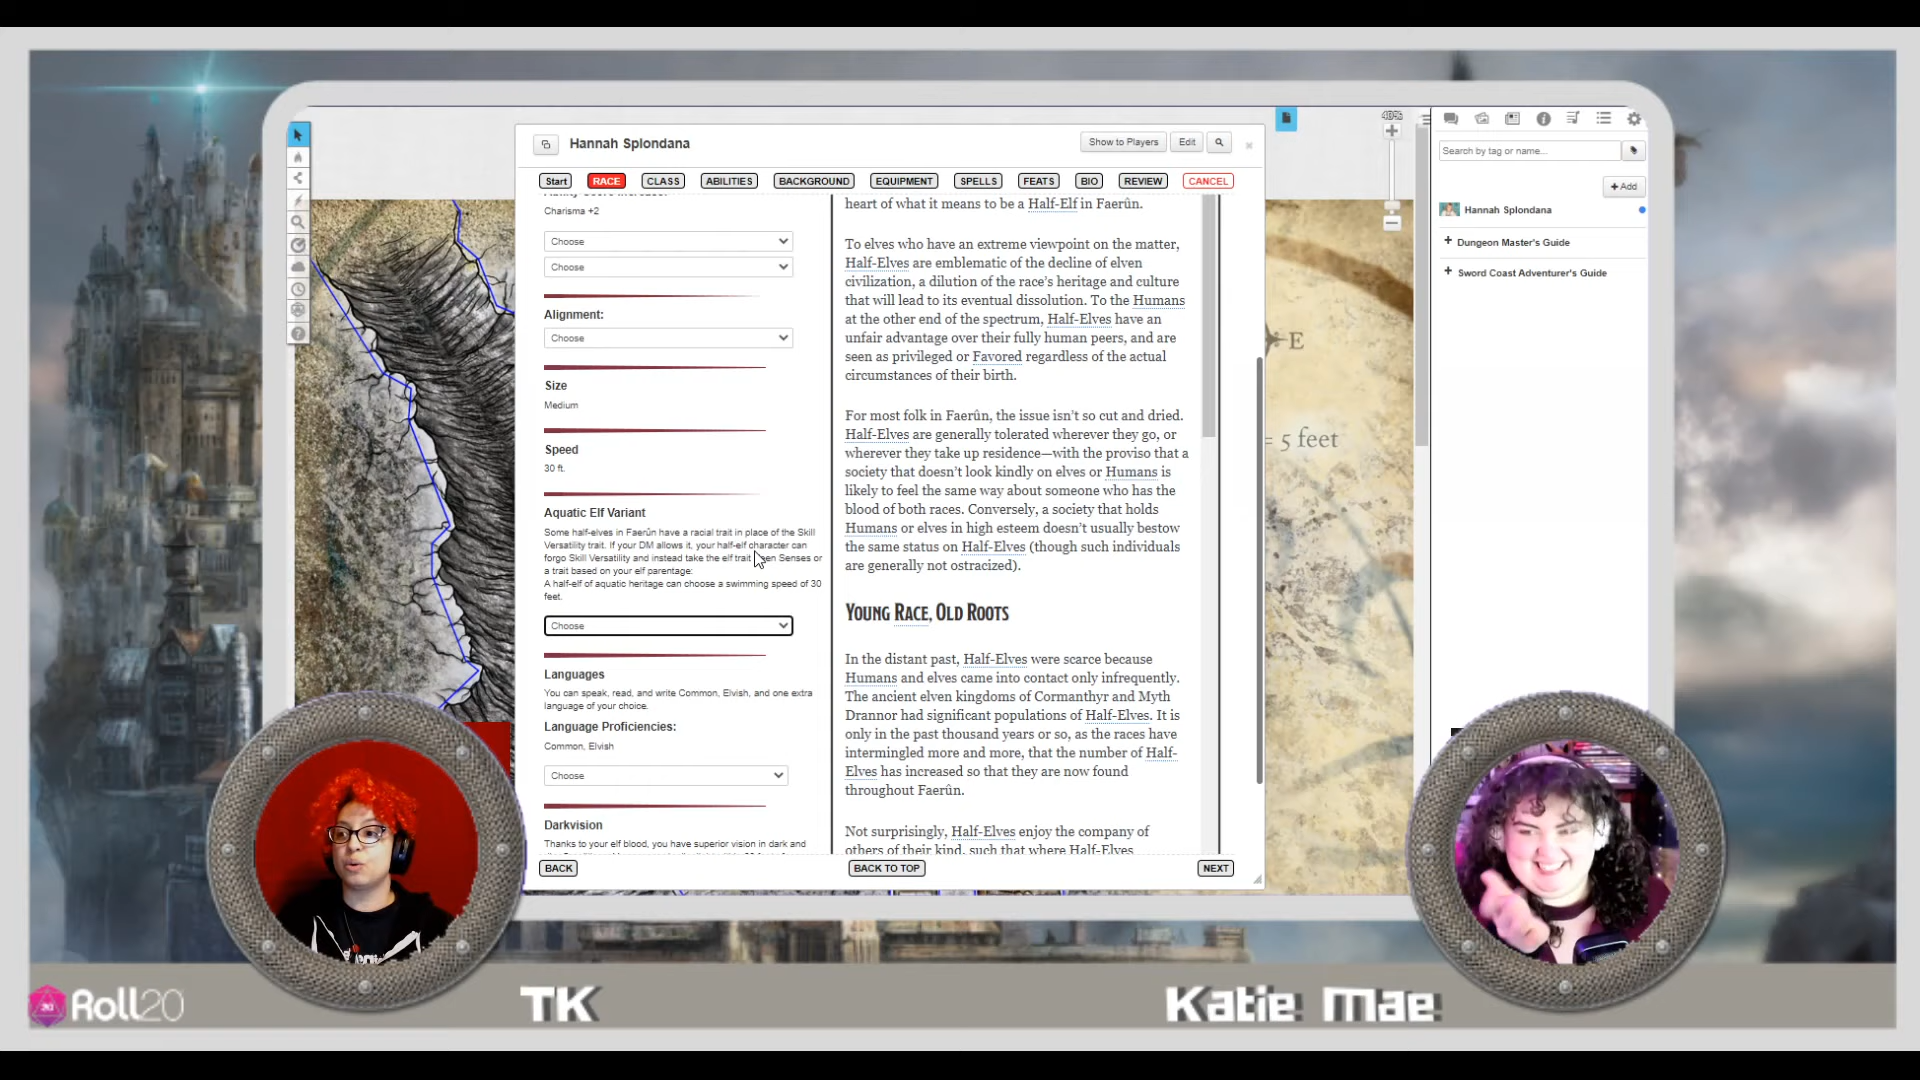 Hannah Splondana
Show to Players
Edit
Start
RACE
CLASS
ABILITIES
BACKGROUND
EQUIPMENT
SPELLS
FEATS
BIO
REVIEW
CANCEL
Charisma +2
Choose
Choose
Alignment:
Choose
Size
Medium
Speed
30 ft.
Aquatic Elf Variant
Some half-elves in Faerûn have a racial trait in place of the Skill
Versatility trait. If your DM allows it, your half-elf character can
forgo Skill Versatility and instead take the elf trait Keen Senses or
a trait based on your elf parentage:
A half-elf of aquatic heritage can choose a swimming speed of 30
feet.
Choose
Languages
You can speak, read, and write Common, Elvish, and one extra
language of your choice.
Language Proficiencies:
Common, Elvish
Choose
Darkvision
Thanks to your elf blood, you have superior vision in dark and
heart of what it means to be a Half-Elf in Faerûn.
To elves who have an extreme viewpoint on the matter,
Half-Elves are emblematic of the decline of elven
civilization, a dilution of the race's heritage and culture
that will lead to its eventual dissolution. To the Humans
at the other end of the spectrum, Half-Elves have an
unfair advantage over their fully human peers, and are
seen as privileged or Favored regardless of the actual
circumstances of their birth.
For most folk in Faerûn, the issue isn't so cut and dried.
Half-Elves are generally tolerated wherever they go, or
wherever they take up residence—with the proviso that a
society that doesn't look kindly on elves or Humans is
likely to feel the same way about someone who has the
blood of both races. Conversely, a society that holds
Humans or elves in high esteem doesn't usually bestow
the same status on Half-Elves (though such individuals
are generally not ostracized).
Young Race, Old Roots
In the distant past, Half-Elves were scarce because
Humans and elves came into contact only infrequently.
The ancient elven kingdoms of Cormanthyr and Myth
Drannor had significant populations of Half-Elves. It is
only in the past thousand years or so, as the races have
intermingled more and more, that the number of Half-
Elves has increased so that they are now found
throughout Faerûn.
Not surprisingly, Half-Elves enjoy the company of
others of their kind, such that where Half-Elves
BACK
BACK TO TOP
NEXT
E
= 5 feet
Search by tag or name...
+ Add
Hannah Splondana
+ Dungeon Master's Guide
+ Sword Coast Adventurer's Guide
Roll20
TK
Katie Mae